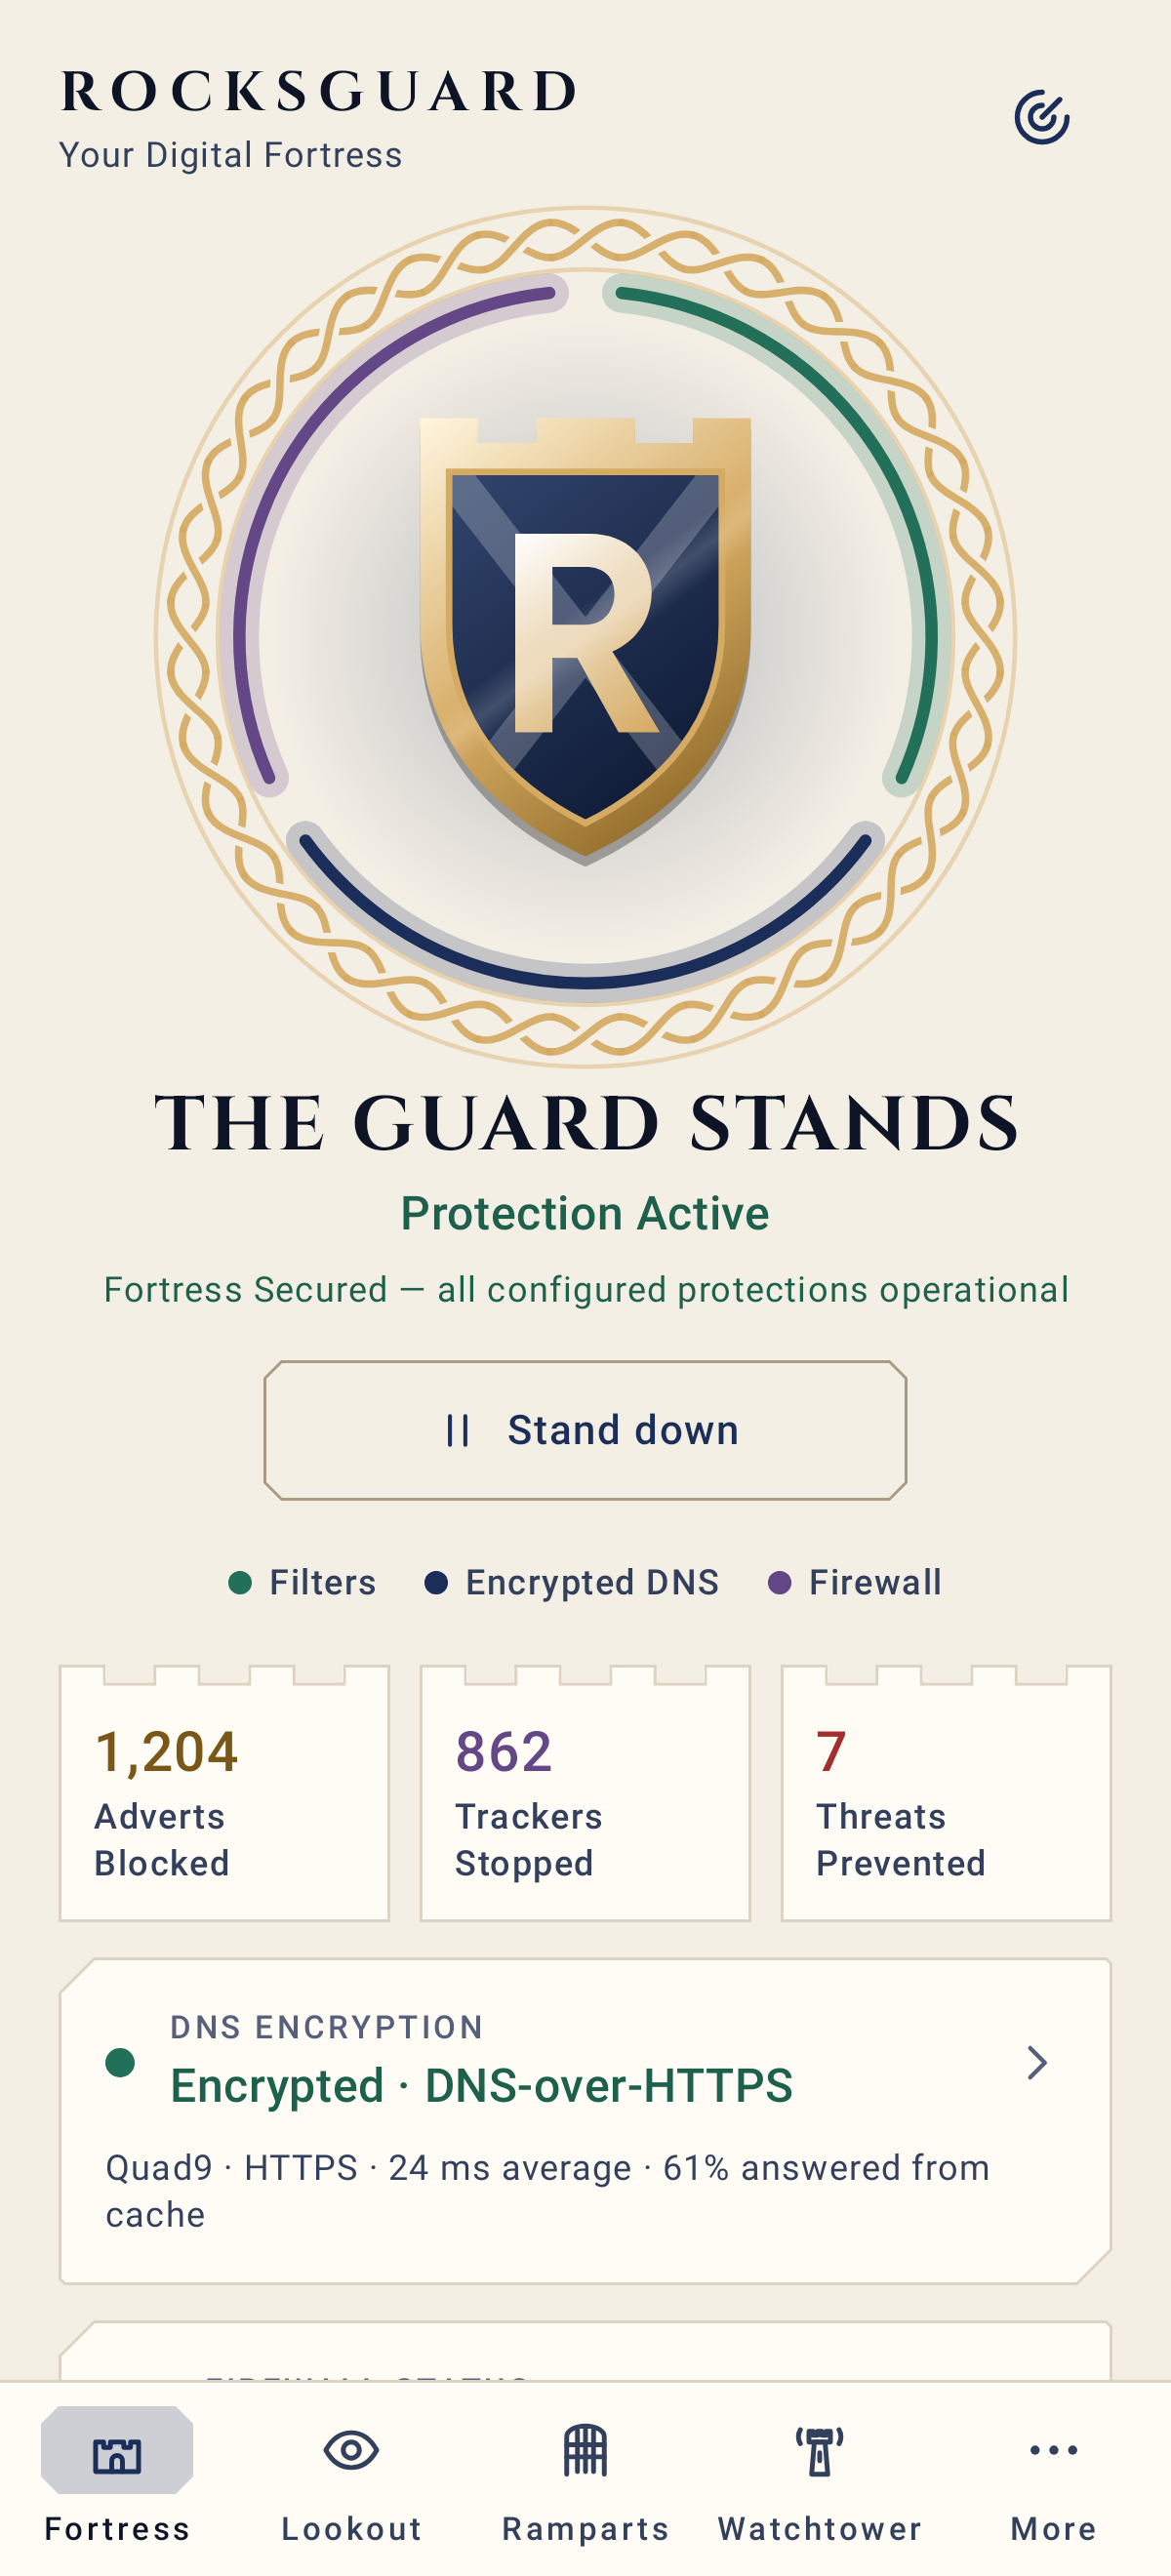 ROCKSGUARD
Your Digital Fortress
R
THE GUARD STANDS
Protection Active
Fortress Secured — all configured protections operational
Stand down
Filters
Encrypted DNS
Firewall
1,204
Adverts
Blocked
862
Trackers
Stopped
7
Threats
Prevented
DNS ENCRYPTION
Encrypted · DNS-over-HTTPS
Quad9 · HTTPS · 24 ms average · 61% answered from
cache
Fortress
Lookout
Ramparts
Watchtower
More